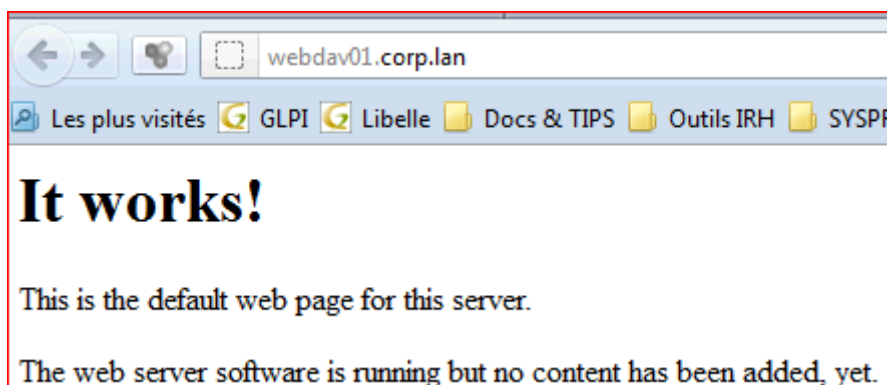 webdav01.corp.lan
Les plus visités GLPI Libelle Docs & TIPS Outils IRH
It works!
This is the default web page for this server.
The web server software is running but no content has been added, yet.